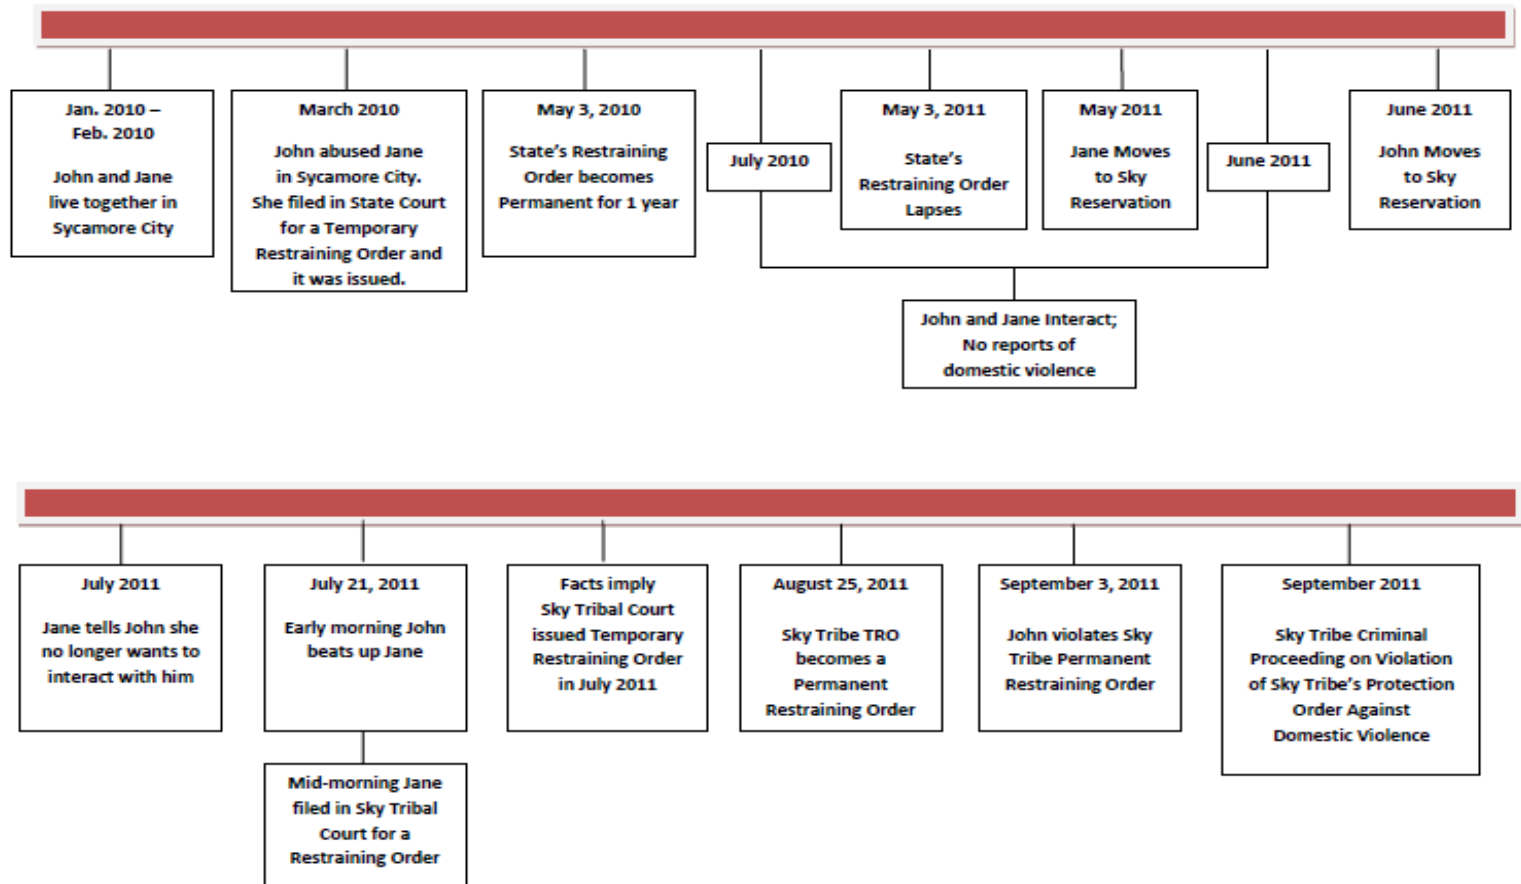 Jan. 2010 –
Feb. 2010
John and Jane
live together in
Sycamore City
March 2010
John abused Jane
in Sycamore City.
She filed in State Court
for a Temporary
Restraining Order and
it was issued.
May 3, 2010
State's Restraining
Order becomes
Permanent for 1 year
July 2010
May 3, 2011
State's
Restraining Order
Lapses
May 2011
Jane Moves
to Sky
Reservation
June 2011
June 2011
John Moves
to Sky
Reservation
John and Jane Interact;
No reports of
domestic violence
July 2011
Jane tells John she
no longer wants to
interact with him
July 21, 2011
Early morning John
beats up Jane
Mid-morning Jane
filed in Sky Tribal
Court for a
Restraining Order
Facts imply
Sky Tribal Court
issued Temporary
Restraining Order
in July 2011
August 25, 2011
Sky Tribe TRO
becomes a
Permanent
Restraining Order
September 3, 2011
John violates Sky
Tribe Permanent
Restraining Order
September 2011
Sky Tribe Criminal
Proceeding on Violation
of Sky Tribe's Protection
Order Against
Domestic Violence